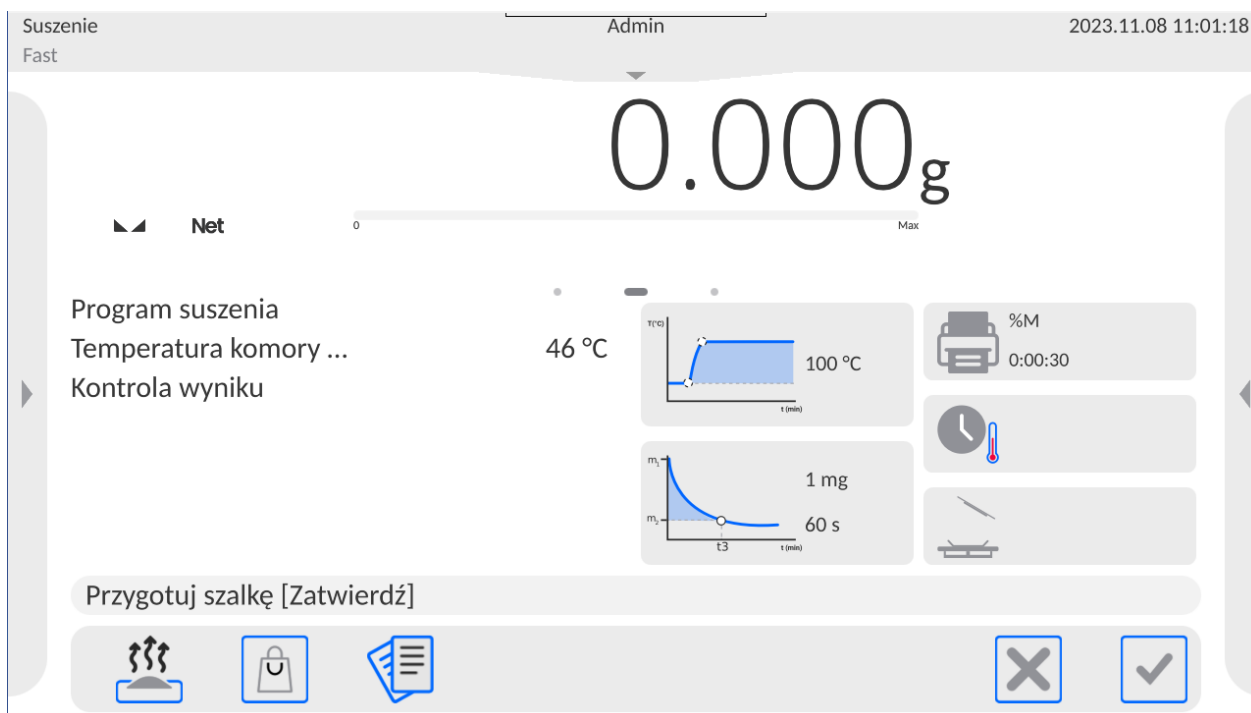 Suszenie
Admin
2023.11.08 11:01:18
Fast
0.000g
Net
0
Max
Program suszenia
Temperatura komory ...
46 °C
Kontrola wyniku
T(°C)
100 °C
t (min)
m₁
1 mg
m₂
60 s
t3
t (min)
%M
0:00:30
Przygotuj szalkę [Zatwierdź]